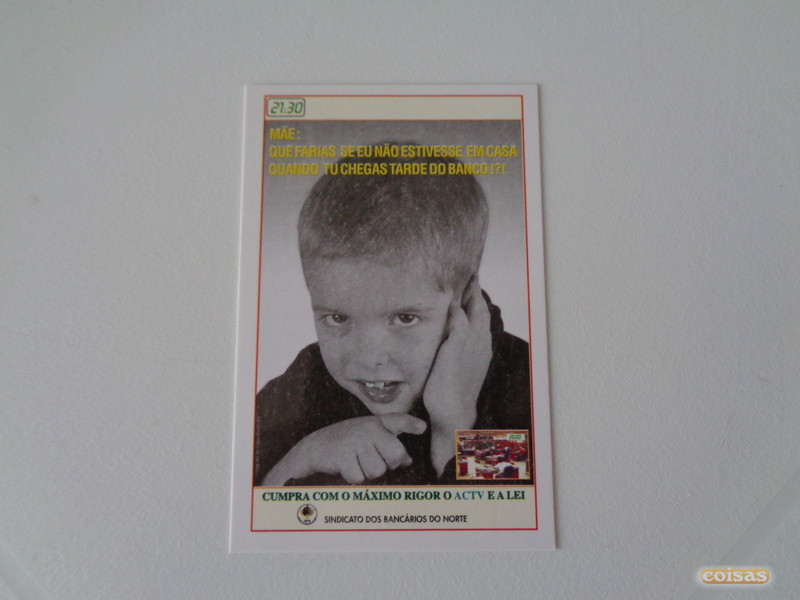 21:30
MÃE:
QUE FARIAS SE EU NÃO ESTIVESSE EM CASA
QUANDO TU CHEGAS TARDE DO BANCO!?!
CUMPRA COM O MÁXIMO RIGOR O ACTV E A LEI
SINDICATO DOS BANCÁRIOS DO NORTE
coisas